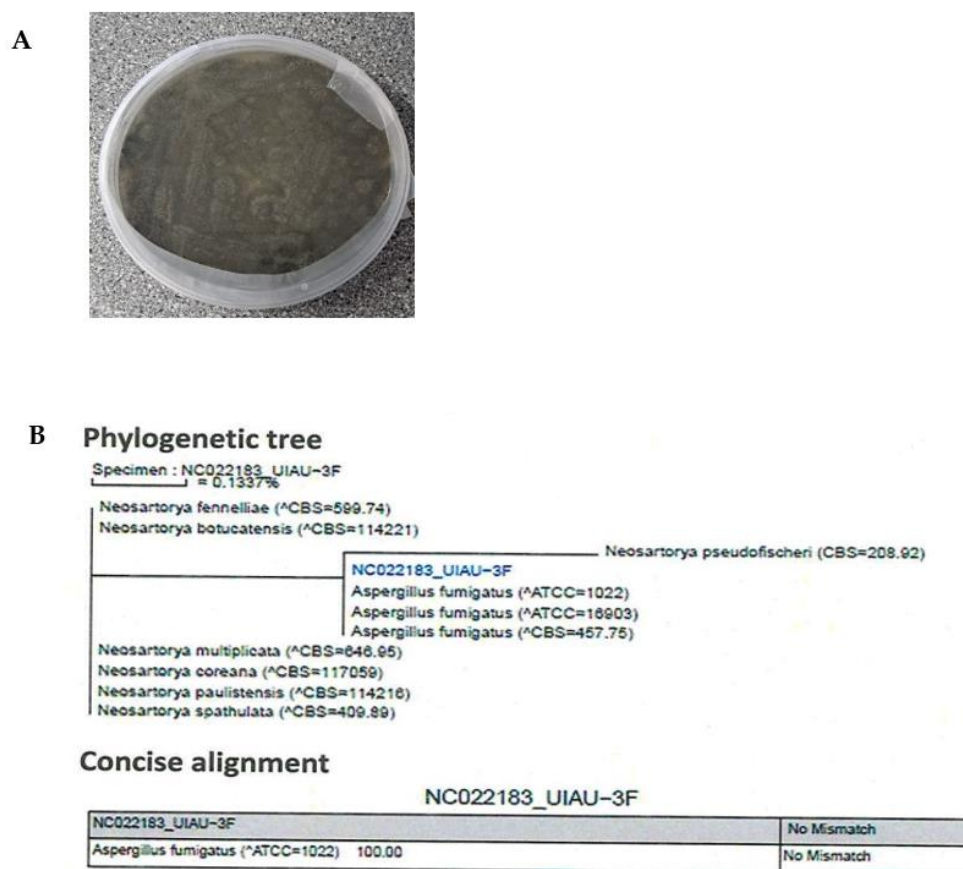 A
B
Phylogenetic tree
Specimen : NC022183_UIAU-3F
= 0.1337%
Neosartorya fennelliae (^CBS=599.74)
Neosartorya botucatensis (^CBS=114221)
Neosartorya pseudofischeri (CBS=208.92)
NC022183_UIAU-3F
Aspergillus fumigatus (^ATCC=1022)
Aspergillus fumigatus (^ATCC=16903)
Aspergillus fumigatus (^CBS=457.75)
Neosartorya multiplicata (^CBS=646.95)
Neosartorya coreana (^CBS=117059)
Neosartorya paulistensis (^CBS=114216)
Neosartorya spathulata (^CBS=409.89)
Concise alignment
NC022183_UIAU-3F
NC022183_UIAU-3F No Mismatch
Aspergillus fumigatus (^ATCC=1022) 100.00 No Mismatch